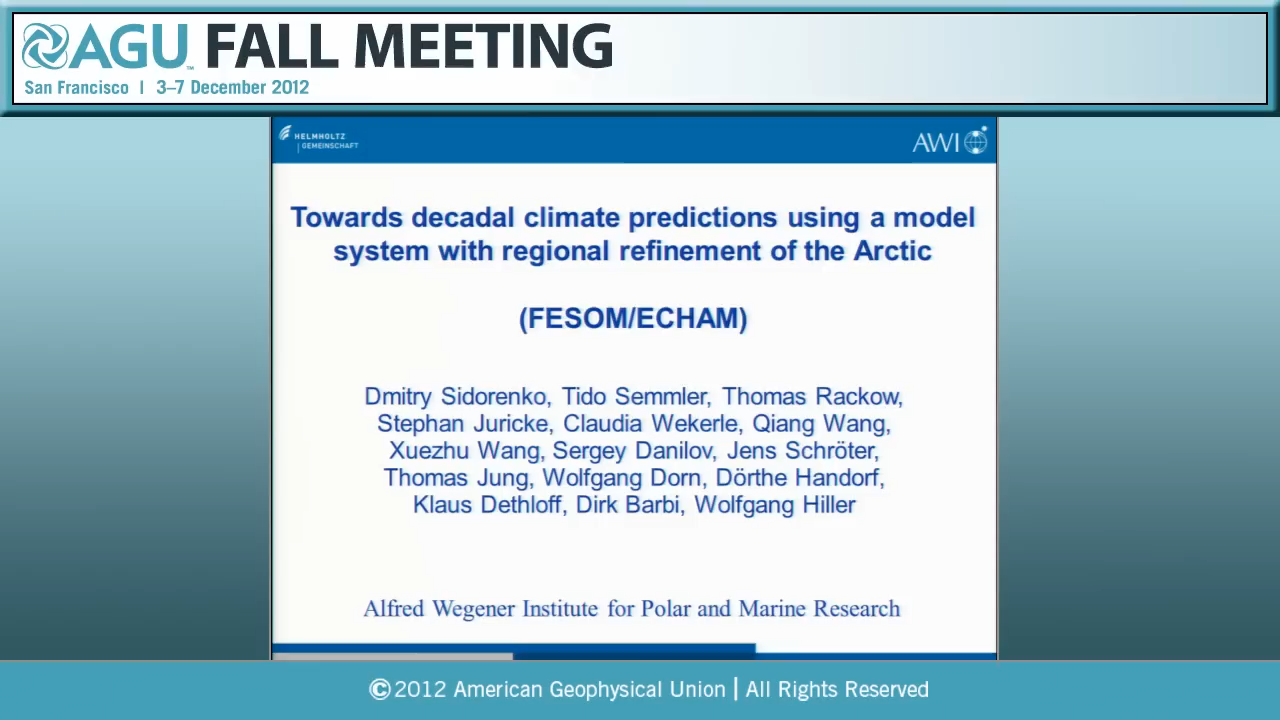 AGU™ FALL MEETING
San Francisco | 3–7 December 2012
HELMHOLTZ
GEMEINSCHAFT
AWI
Towards decadal climate predictions using a model
system with regional refinement of the Arctic
(FESOM/ECHAM)
Dmitry Sidorenko, Tido Semmler, Thomas Rackow,
Stephan Juricke, Claudia Wekerle, Qiang Wang,
Xuezhu Wang, Sergey Danilov, Jens Schröter,
Thomas Jung, Wolfgang Dorn, Dörthe Handorf,
Klaus Dethloff, Dirk Barbi, Wolfgang Hiller
Alfred Wegener Institute for Polar and Marine Research
©2012 American Geophysical Union | All Rights Reserved